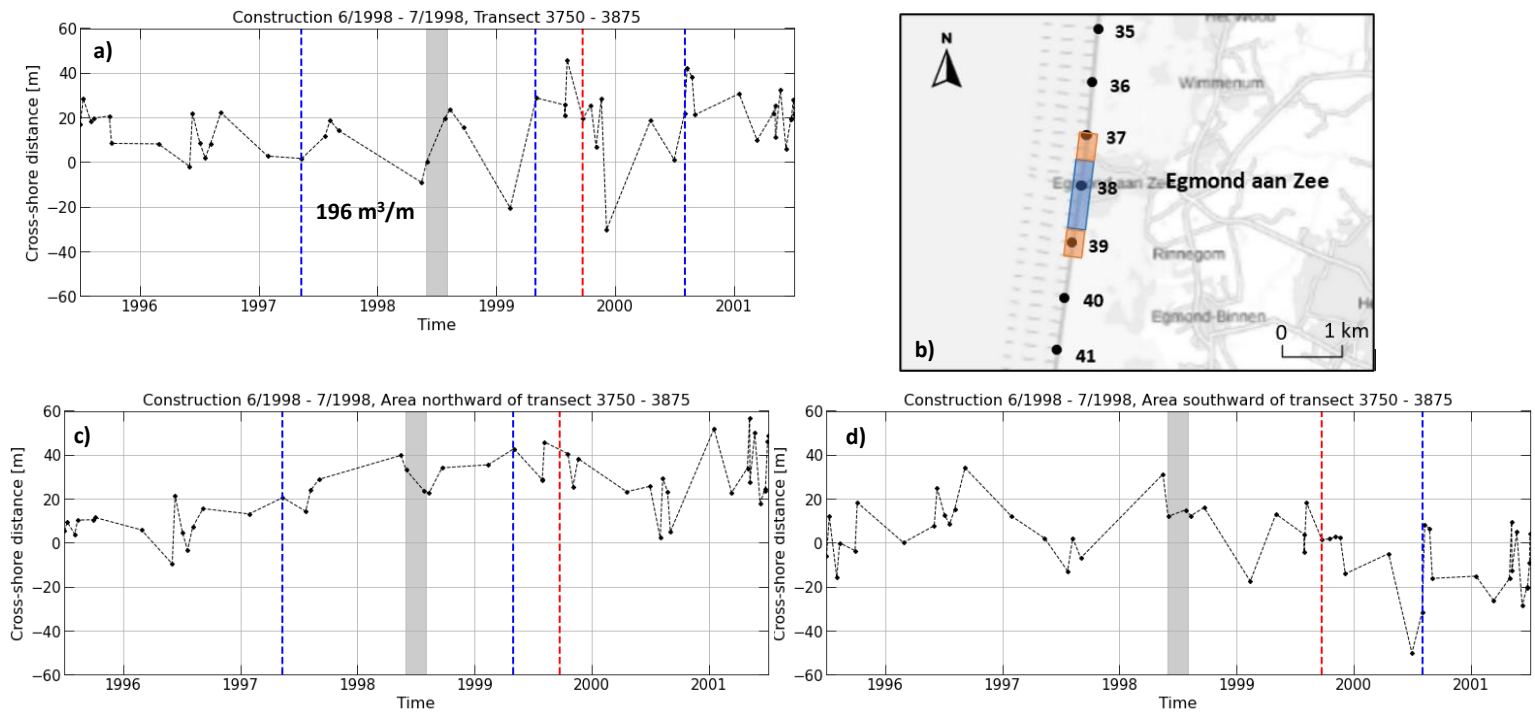 Construction 6/1998 - 7/1998, Transect 3750 - 3875
a)
Cross-shore distance [m]
60
40
20
0
−20
−40
−60
196 m³/m
1996
1997
1998
1999
2000
2001
Time
N
35
36
Wimmenum
37
38
Egmond aan Zee
Egmond aan Zee
39
Rinnegom
40
Egmond-Binnen
41
0 1 km
b)
Construction 6/1998 - 7/1998, Area northward of transect 3750 - 3875
c)
Cross-shore distance [m]
60
40
20
0
−20
−40
−60
1996
1997
1998
1999
2000
2001
Time
Construction 6/1998 - 7/1998, Area southward of transect 3750 - 3875
d)
Cross-shore distance [m]
60
40
20
0
−20
−40
−60
1996
1997
1998
1999
2000
2001
Time